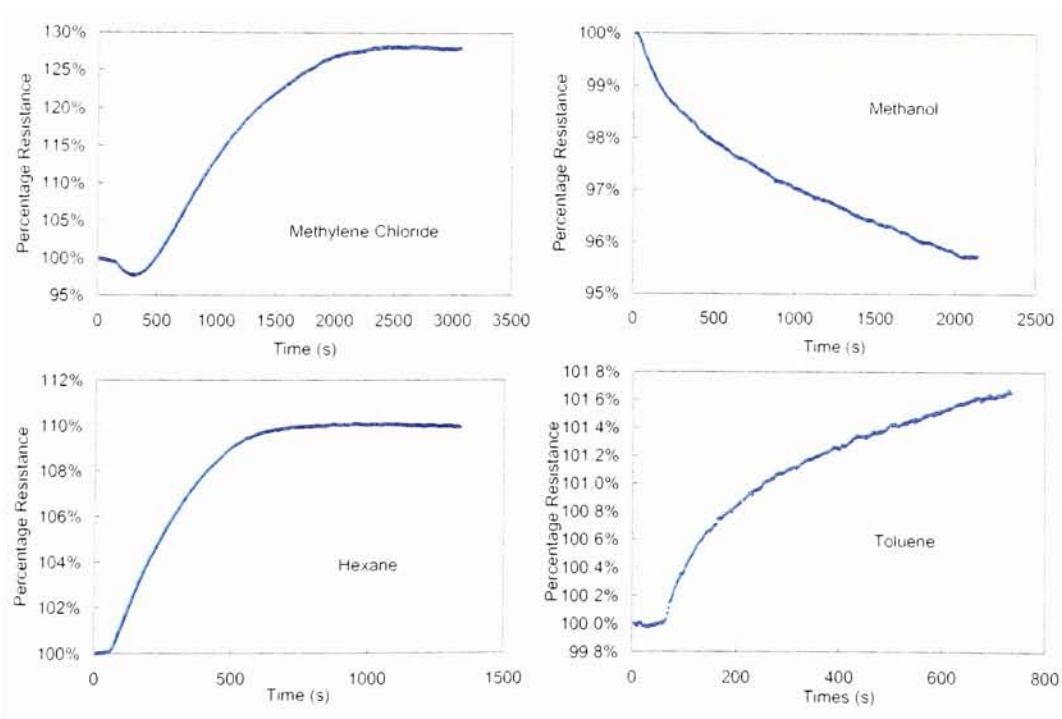 130%
125%
120%
115%
110%
105%
100%
95%
0 500 1000 1500 2000 2500 3000 3500
Percentage Resistance
Time (s)
Methylene Chloride
100%
99%
98%
97%
96%
95%
0 500 1000 1500 2000 2500
Percentage Resistance
Time (s)
Methanol
112%
110%
108%
106%
104%
102%
100%
0 500 1000 1500
Percentage Resistance
Time (s)
Hexane
101 8%
101 6%
101 4%
101 2%
101 0%
100 8%
100 6%
100 4%
100 2%
100 0%
99 8%
0 200 400 600 800
Percentage Resistance
Times (s)
Toluene